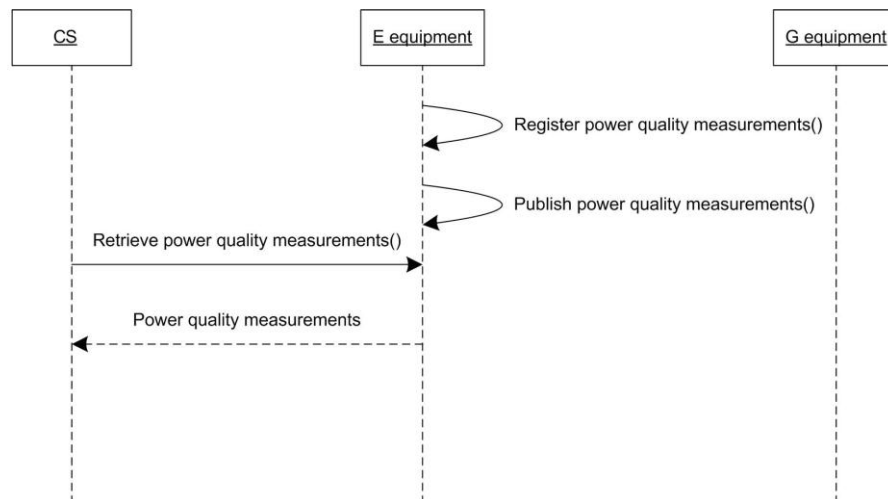 CS
E equipment
G equipment
Register power quality measurements()
Publish power quality measurements()
Retrieve power quality measurements()
Power quality measurements